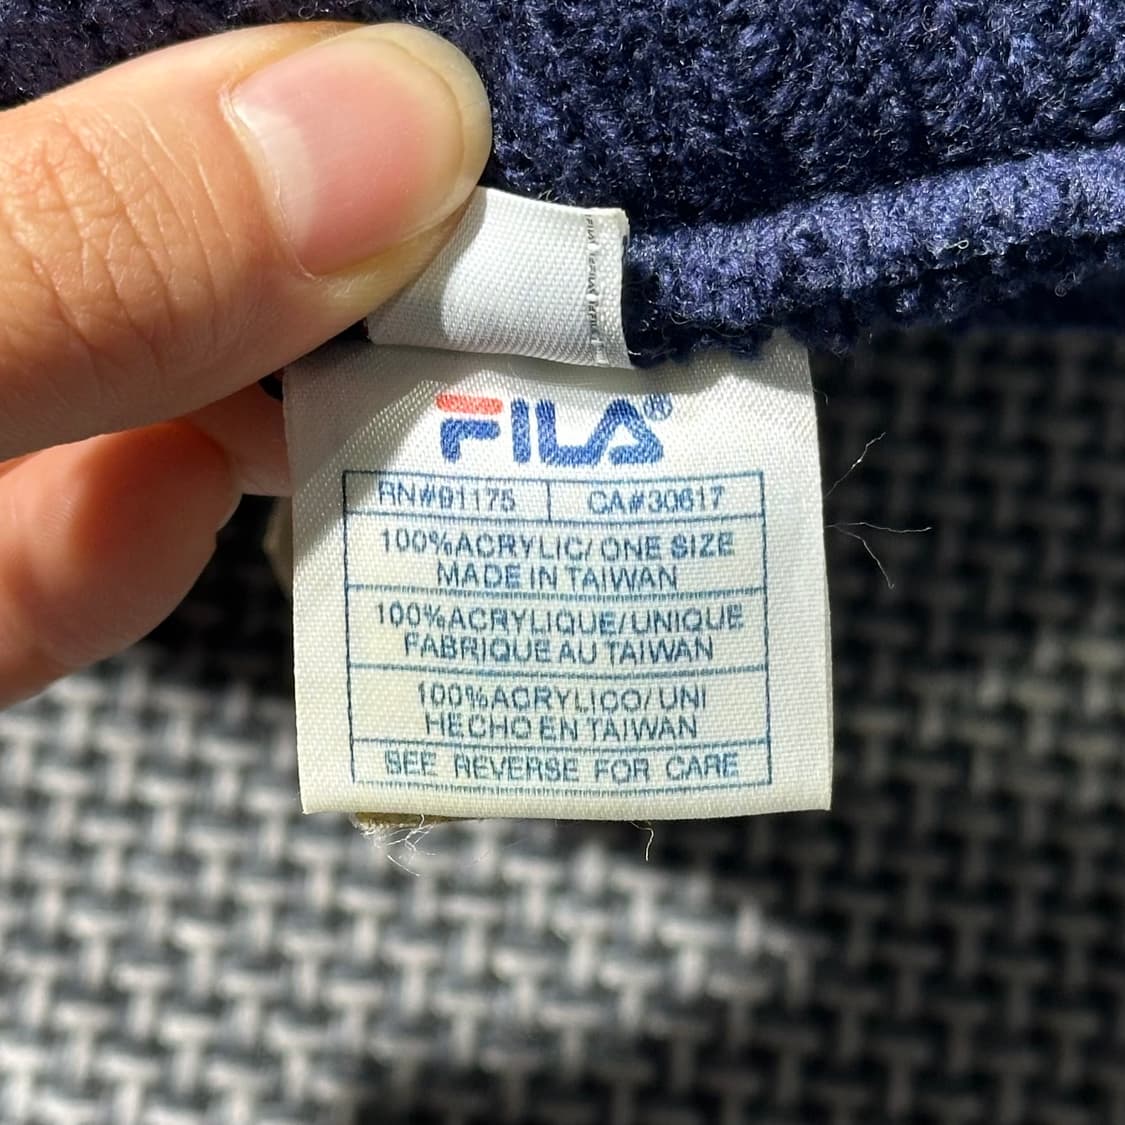 FILA®
RN#91175 CA#30617
100%ACRYLIC/ONE SIZE
MADE IN TAIWAN
100%ACRYLIQUE/UNIQUE
FABRIQUE AU TAIWAN
100%ACRYLICO/UNI
HECHO EN TAIWAN
SEE REVERSE FOR CARE